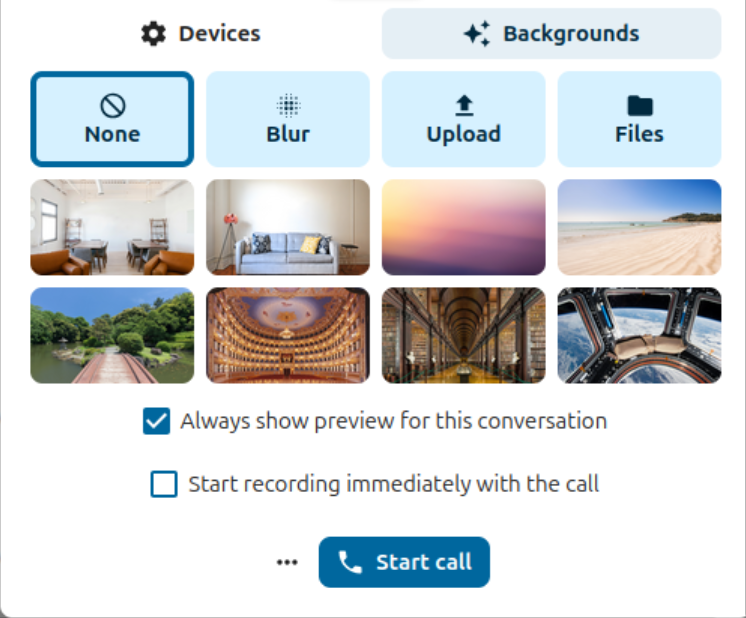 Devices
Backgrounds
None
Blur
Upload
Files
Always show preview for this conversation
Start recording immediately with the call
Start call